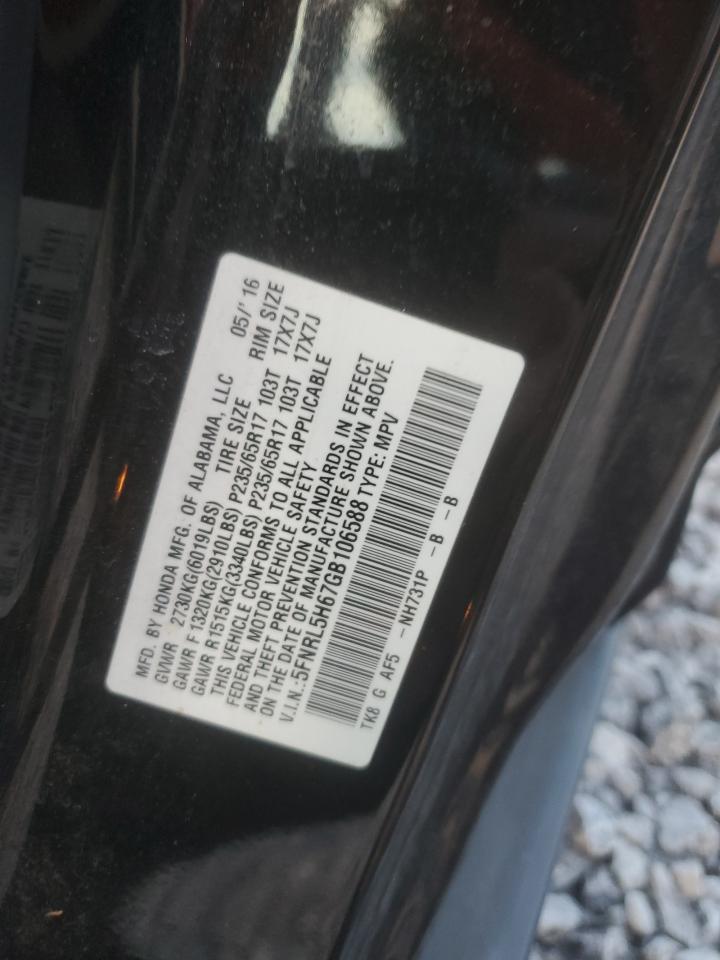 MFD. BY HONDA MFG. OF ALABAMA, LLC 05/' 16
GVWR 2730KG(6019LBS) TIRE SIZE RIM SIZE
GAWR F 1320KG(2910LBS) P235/65R17 103T 17X7J
GAWR R1515KG(3340LBS) P235/65R17 103T 17X7J
THIS VEHICLE CONFORMS TO ALL APPLICABLE
FEDERAL MOTOR VEHICLE SAFETY
AND THEFT PREVENTION STANDARDS IN EFFECT
ON THE DATE OF MANUFACTURE SHOWN ABOVE.
V.I.N.:5FNRL5H67GB106588 TYPE: MPV
TK8 G AF5 -NH731P -B -B